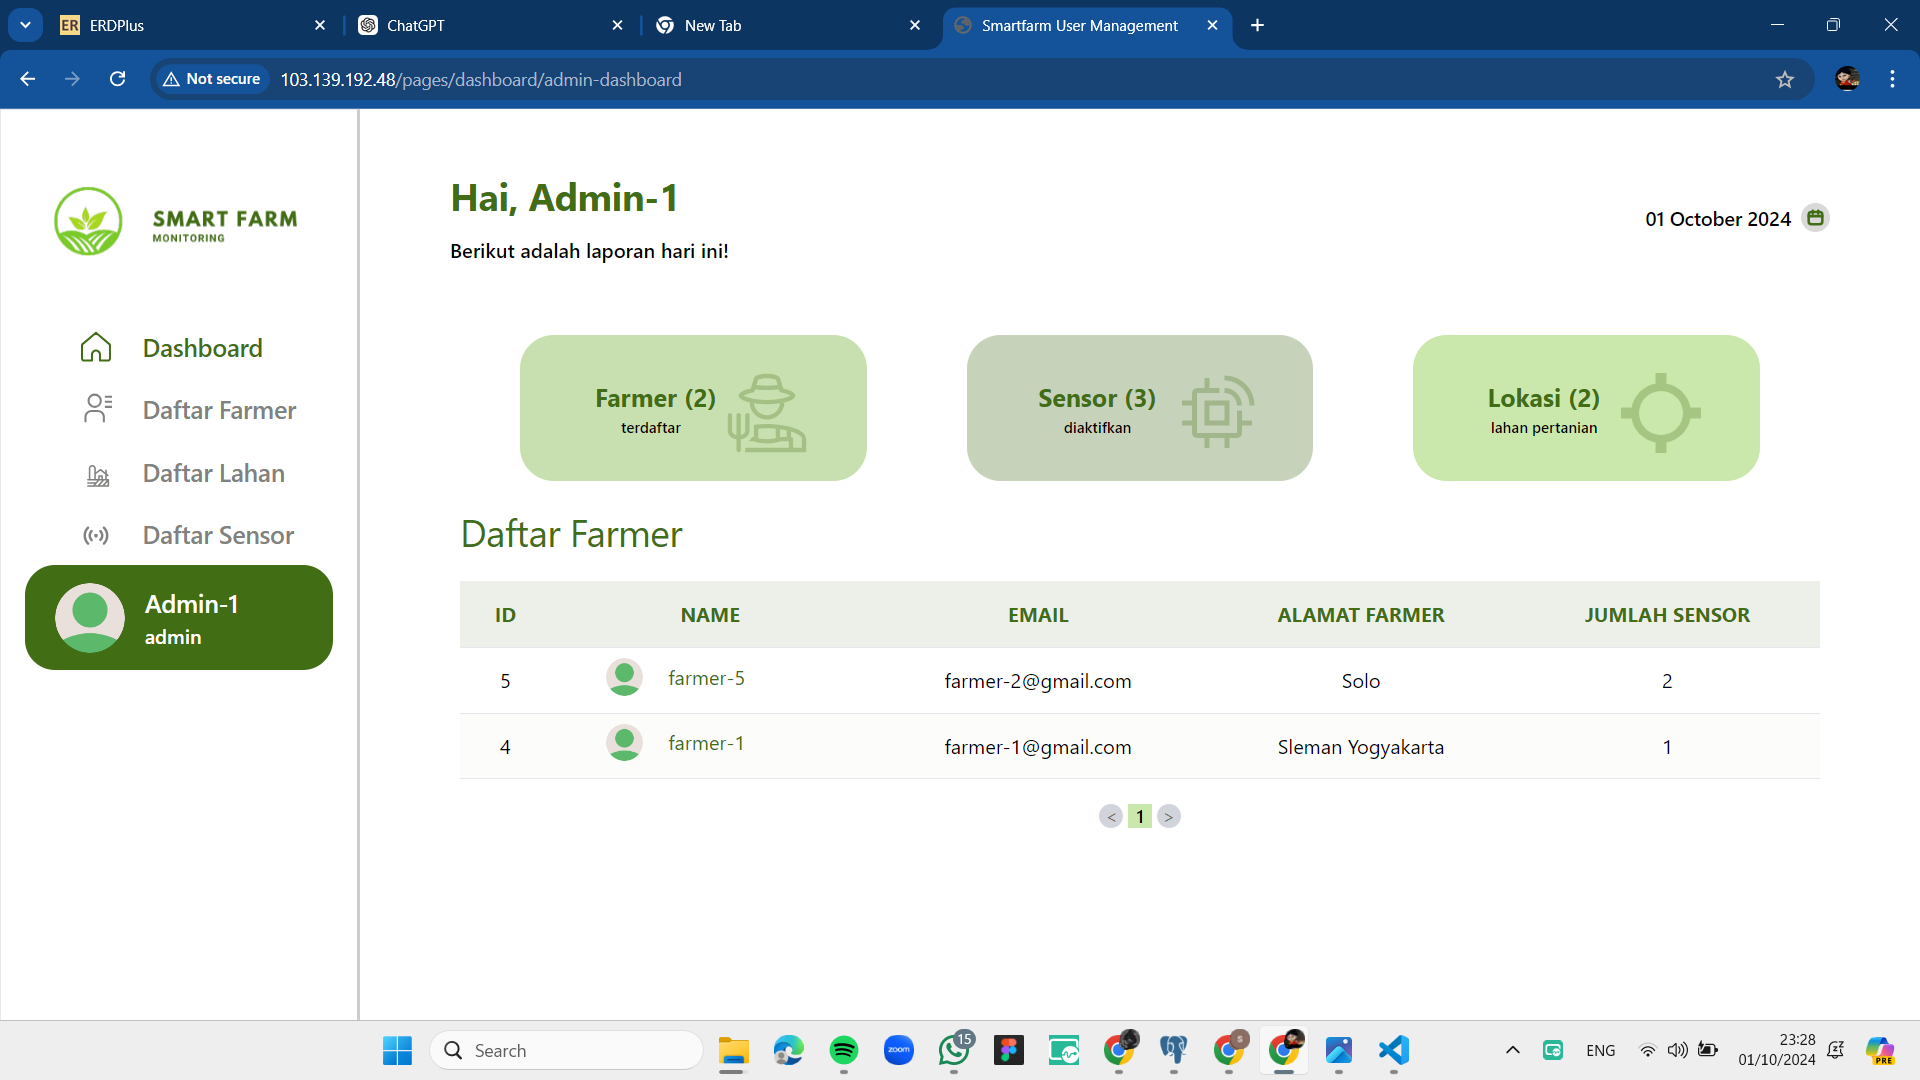 ER ERDPlus
ChatGPT
New Tab
Smartfarm User Management
Not secure
103.139.192.48/pages/dashboard/admin-dashboard
SMART FARM
MONITORING
Dashboard
Daftar Farmer
Daftar Lahan
Daftar Sensor
Admin-1
admin
Hai, Admin-1
Berikut adalah laporan hari ini!
01 October 2024
Farmer (2)
terdaftar
Sensor (3)
diaktifkan
Lokasi (2)
lahan pertanian
Daftar Farmer
ID NAME EMAIL ALAMAT FARMER JUMLAH SENSOR
5 farmer-5 farmer-2@gmail.com Solo 2
4 farmer-1 farmer-1@gmail.com Sleman Yogyakarta 1
< 1 >
Search
zoom
15
S
ENG
23:28
01/10/2024
PRE